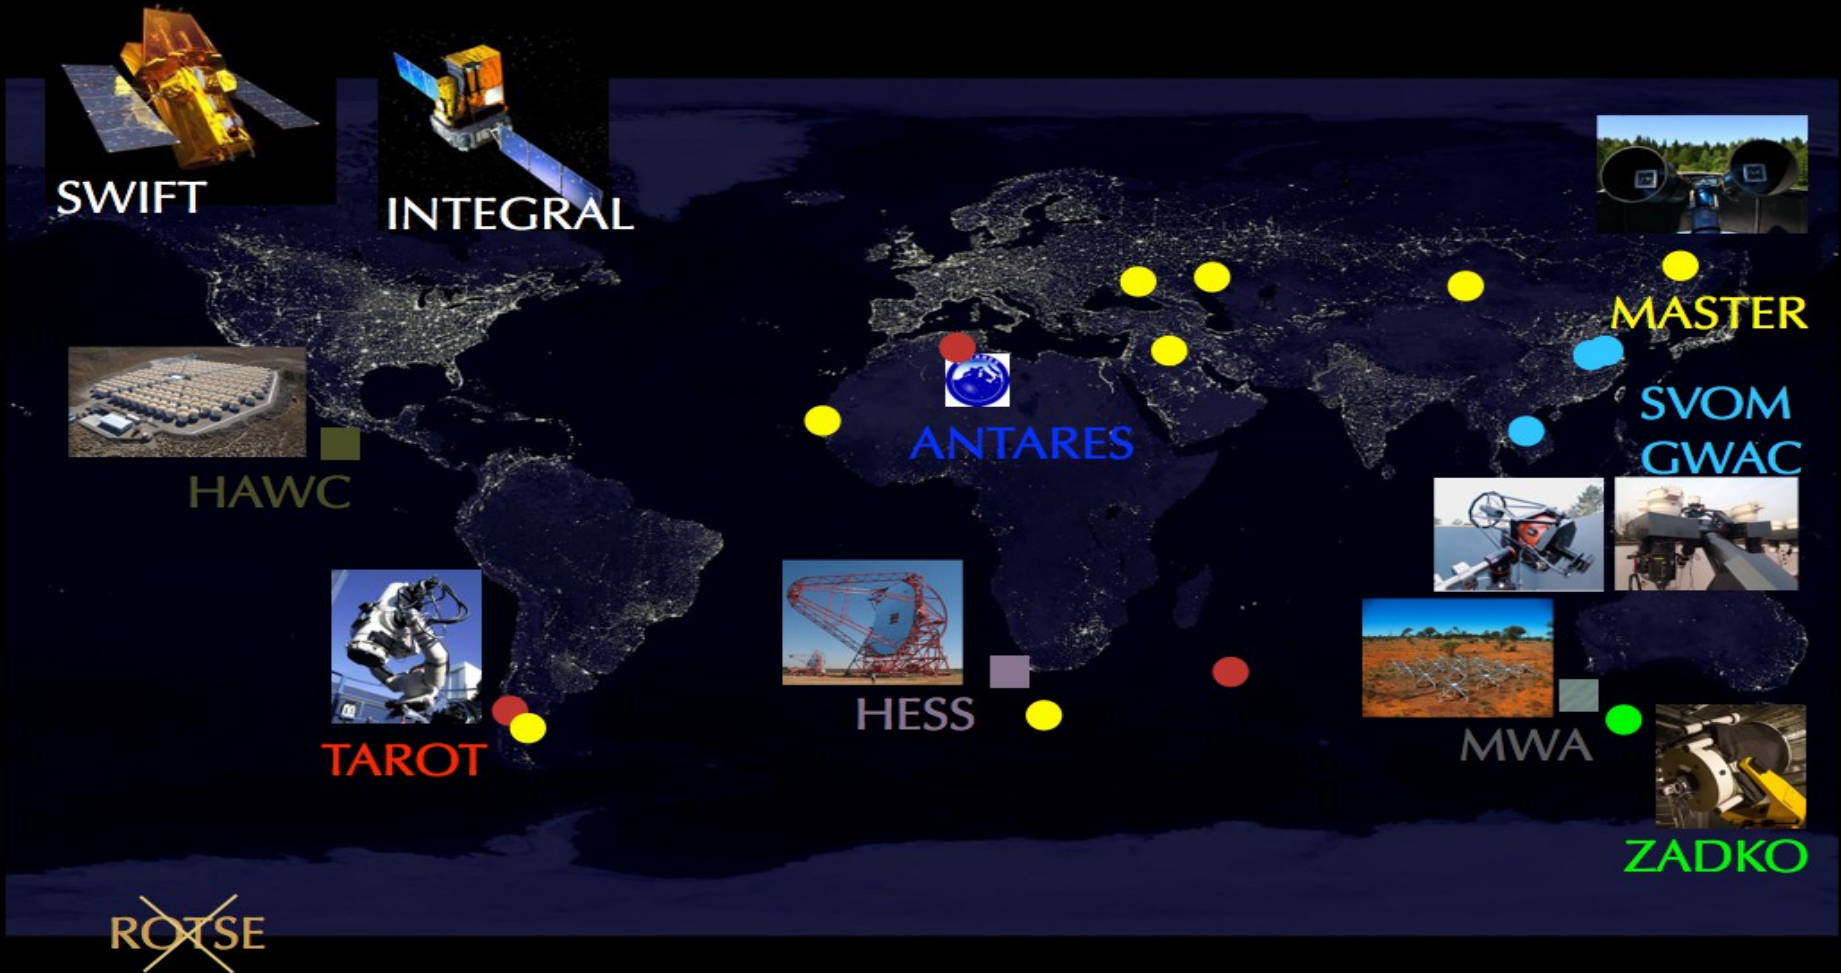 SWIFT
INTEGRAL
MASTER
HAWC
ANTARES
SVOM
GWAC
TAROT
HESS
MWA
ZADKO
ROTSE